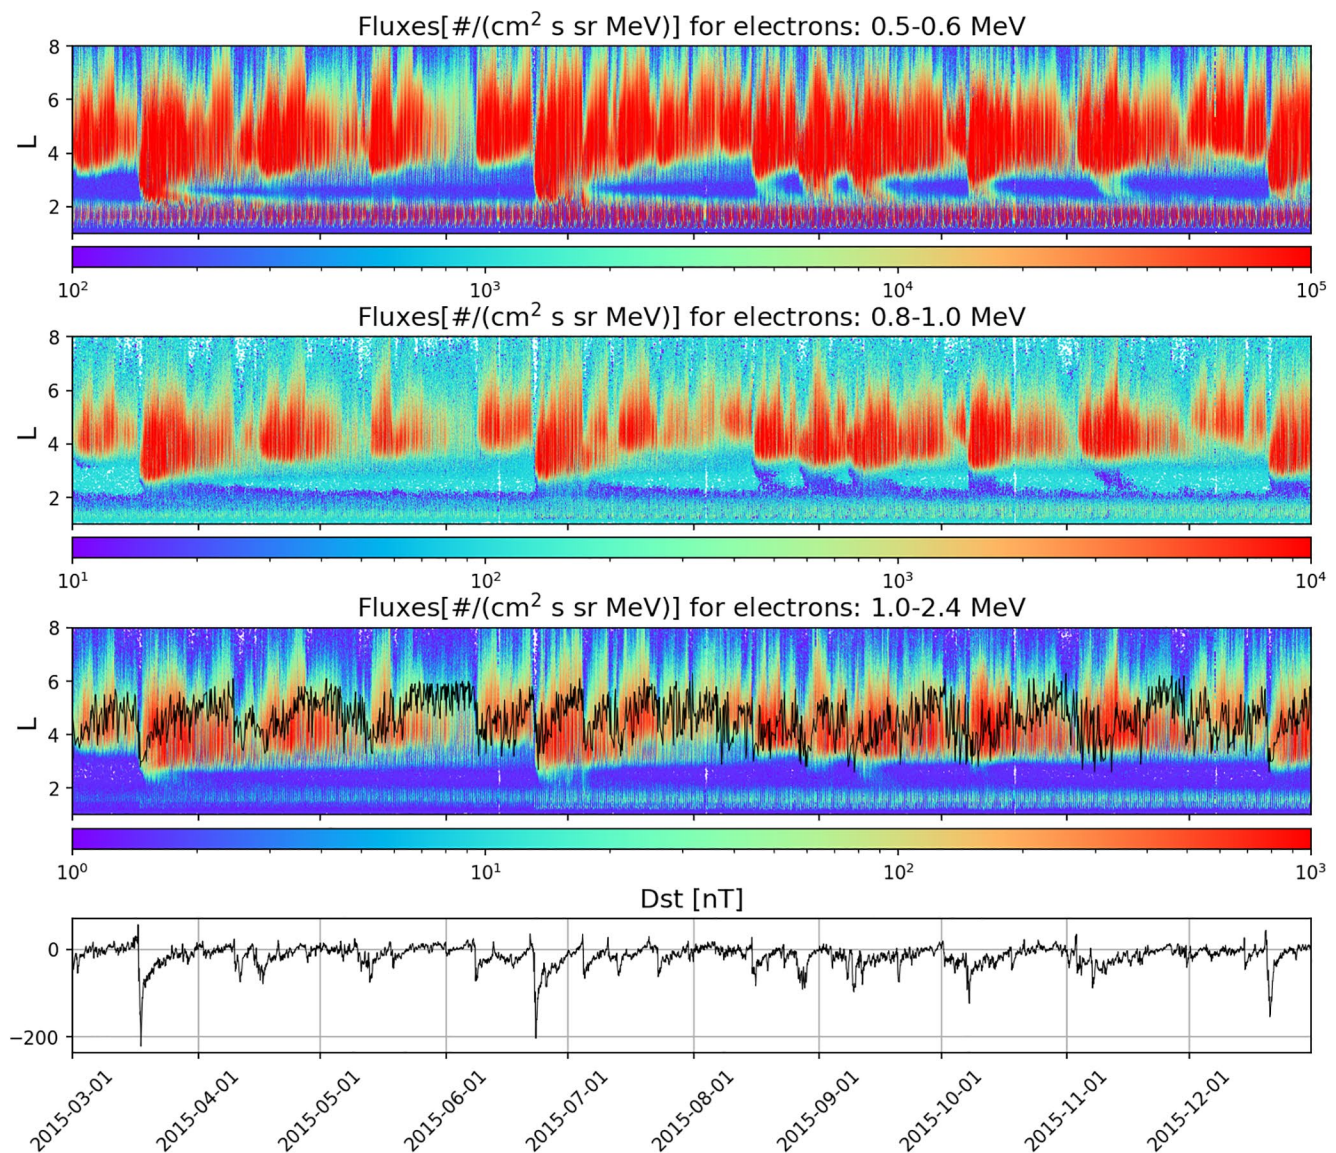 Fluxes[#/(cm² s sr MeV)] for electrons: 0.5-0.6 MeV
8
6
L
4
2
10² 10³ 10⁴ 10⁵
Fluxes[#/(cm² s sr MeV)] for electrons: 0.8-1.0 MeV
8
6
L
4
2
10¹ 10² 10³ 10⁴
Fluxes[#/(cm² s sr MeV)] for electrons: 1.0-2.4 MeV
8
6
L
4
2
10⁰ 10¹ 10² 10³
Dst [nT]
0
−200
2015-03-01 2015-04-01 2015-05-01 2015-06-01 2015-07-01 2015-08-01 2015-09-01 2015-10-01 2015-11-01 2015-12-01